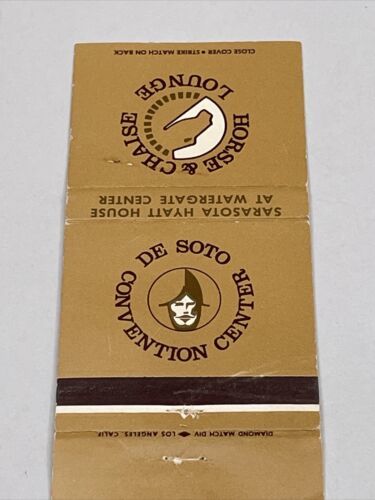 CLOSE COVER • STRIKE MATCH ON BACK
HORSE & CHAISE
LOUNGE
SARASOTA HYATT HOUSE
AT WATERGATE CENTER
DE SOTO
CONVENTION CENTER
DIAMOND MATCH DIV. ◆ LOS ANGELES, CALIF.